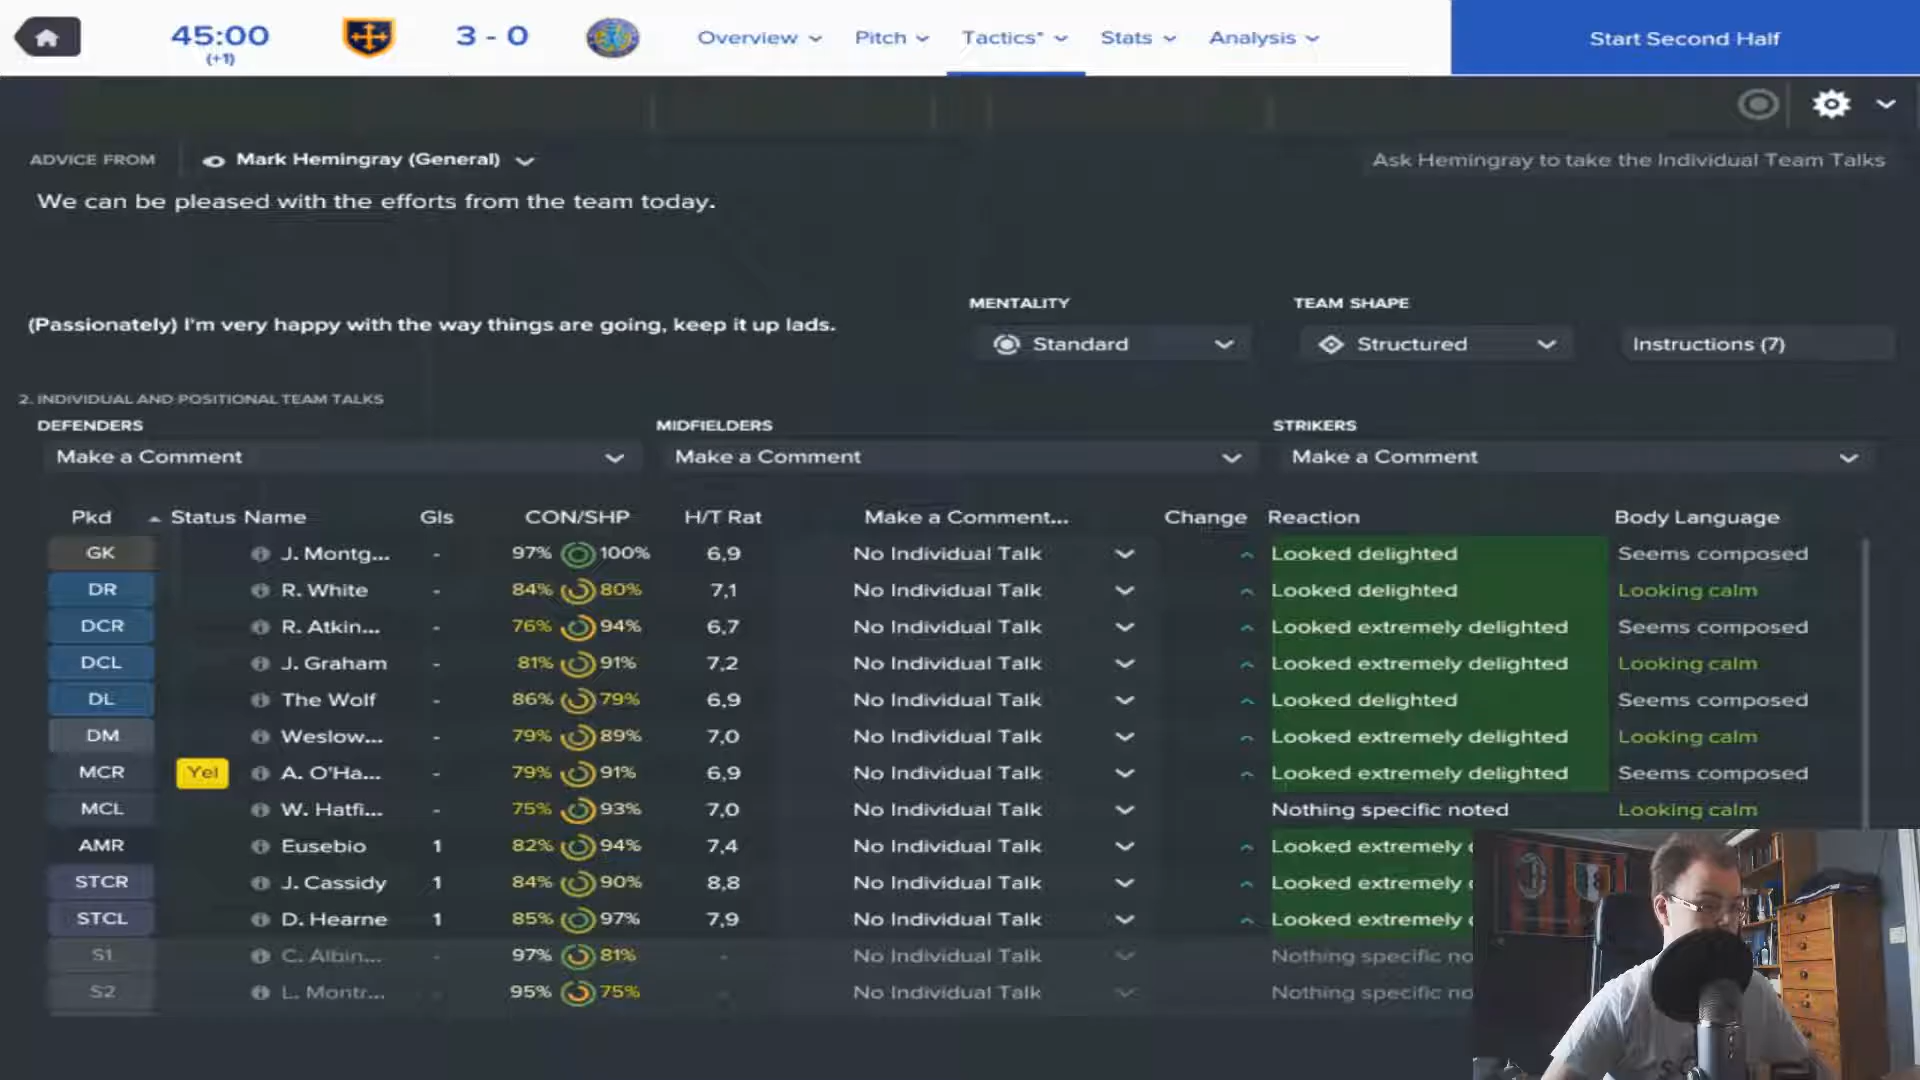 45:00 3 - 0 Overview Pitch Tactics* Stats Analysis Start Second Half
(+1)
ADVICE FROM Mark Hemingray (General) Ask Hemingray to take the Individual Team Talks
We can be pleased with the efforts from the team today.
MENTALITY TEAM SHAPE
(Passionately) I'm very happy with the way things are going, keep it up lads. Standard Structured Instructions (7)
2. INDIVIDUAL AND POSITIONAL TEAM TALKS
DEFENDERS MIDFIELDERS STRIKERS
Make a Comment Make a Comment Make a Comment
Pkd Status Name Gls CON/SHP H/T Rat Make a Comment... Change Reaction Body Language
GK J. Montg... - 97% 100% 6,9 No Individual Talk Looked delighted Seems composed
DR R. White - 84% 80% 7,1 No Individual Talk Looked delighted Looking calm
DCR R. Atkin... - 76% 94% 6,7 No Individual Talk Looked extremely delighted Seems composed
DCL J. Graham - 81% 91% 7,2 No Individual Talk Looked extremely delighted Looking calm
DL The Wolf - 86% 79% 6,9 No Individual Talk Looked delighted Seems composed
DM Weslow... - 79% 89% 7,0 No Individual Talk Looked extremely delighted Looking calm
MCR Yel A. O'Ha... - 79% 91% 6,9 No Individual Talk Looked extremely delighted Seems composed
MCL W. Hatfi... - 75% 93% 7,0 No Individual Talk Nothing specific noted Looking calm
AMR Eusebio 1 82% 94% 7,4 No Individual Talk Looked extremely
STCR J. Cassidy 1 84% 90% 8,8 No Individual Talk Looked extremely
STCL D. Hearne 1 85% 97% 7,9 No Individual Talk Looked extremely
S1 C. Albin... - 97% 81% - No Individual Talk Nothing specific no
S2 L. Montr... - 95% 75% - No Individual Talk Nothing specific no